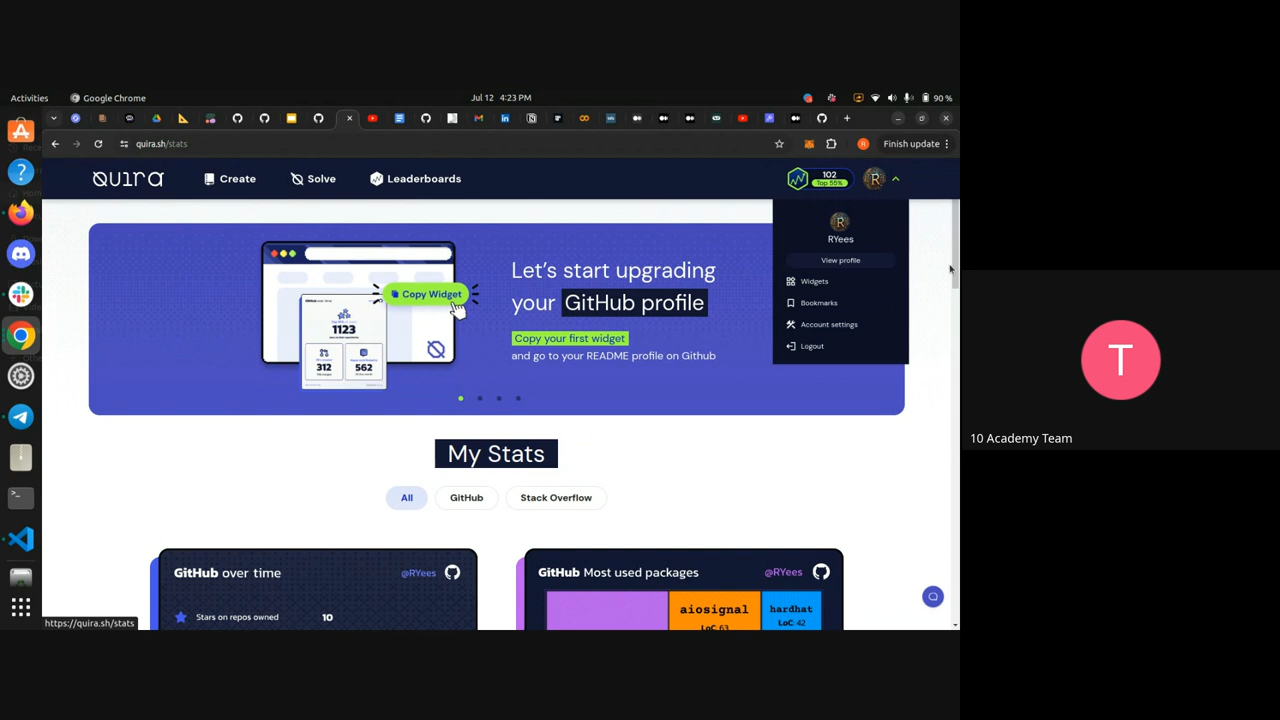 Activities
Google Chrome
Jul 12 4:23 PM
90 %
quira.sh/stats
R
Finish update
quira
Create
Solve
Leaderboards
102
Top 55%
R
R
RYees
View profile
Widgets
Bookmarks
Account settings
Logout
Copy Widget
1123
312
562
Let's start upgrading
your GitHub profile
Copy your first widget
and go to your README profile on Github
My Stats
All
GitHub
Stack Overflow
GitHub over time
@RYees
Stars on repos owned
10
GitHub Most used packages
@RYees
aiosignal
LoC: 63
hardhat
LoC: 42
https://quira.sh/stats
T
10 Academy Team